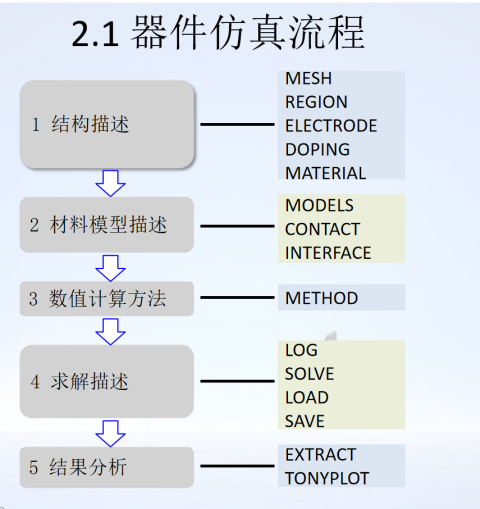 2.1 器件仿真流程
1 结构描述
MESH
REGION
ELECTRODE
DOPING
MATERIAL
2 材料模型描述
MODELS
CONTACT
INTERFACE
3 数值计算方法
METHOD
4 求解描述
LOG
SOLVE
LOAD
SAVE
5 结果分析
EXTRACT
TONYPLOT